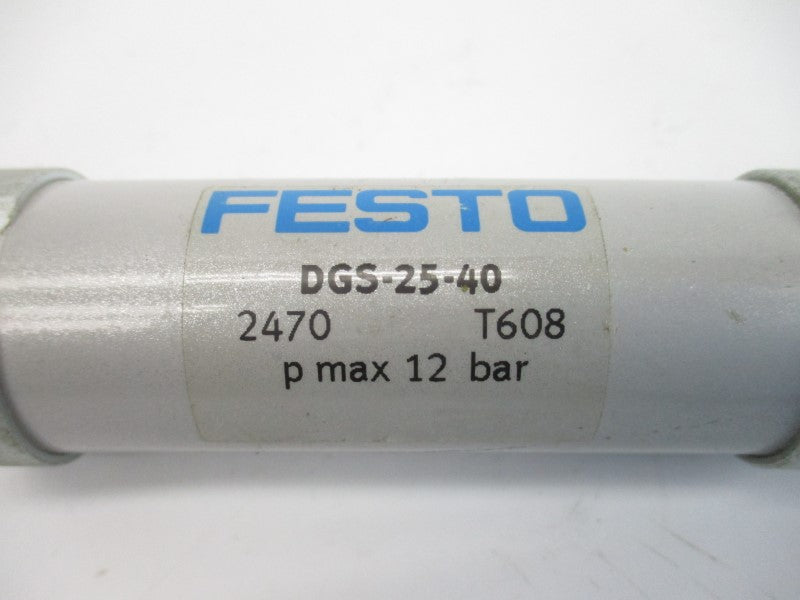 FESTO
DGS-25-40
2470 T608
p max 12 bar